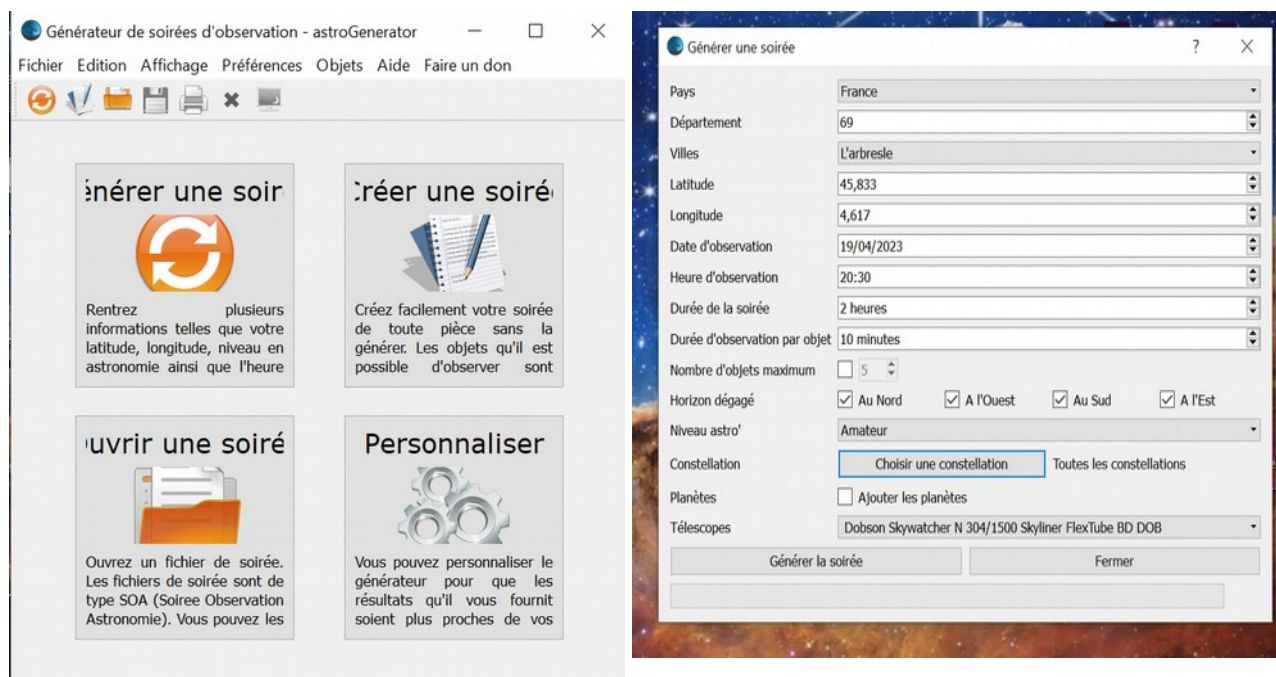 Générateur de soirées d'observation - astroGenerator
Fichier Edition Affichage Préférences Objets Aide Faire un don
énérer une soir
Rentrez plusieurs
informations telles que votre
latitude, longitude, niveau en
astronomie ainsi que l'heure
Créer une soiré
Créez facilement votre soirée
de toute pièce sans la
générer. Les objets qu'il est
possible d'observer sont
uvrir une soiré
Ouvrez un fichier de soirée.
Les fichiers de soirée sont de
type SOA (Soiree Observation
Astronomie). Vous pouvez les
Personnaliser
Vous pouvez personnaliser le
générateur pour que les
résultats qu'il vous fournit
soient plus proches de vos
Générer une soirée ?
Pays France
Département 69
Villes L'arbresle
Latitude 45,833
Longitude 4,617
Date d'observation 19/04/2023
Heure d'observation 20:30
Durée de la soirée 2 heures
Durée d'observation par objet 10 minutes
Nombre d'objets maximum 5
Horizon dégagé Au Nord A l'Ouest Au Sud A l'Est
Niveau astro' Amateur
Constellation Choisir une constellation Toutes les constellations
Planètes Ajouter les planètes
Télescopes Dobson Skywatcher N 304/1500 Skyliner FlexTube BD DOB
Générer la soirée Fermer